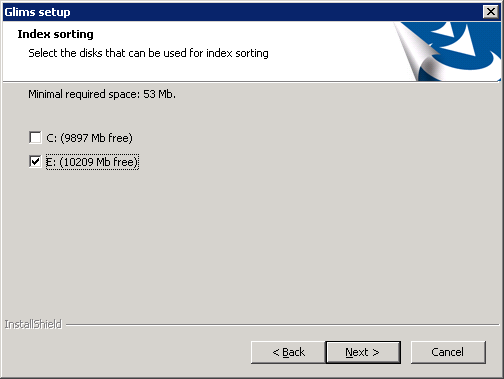 Glims setup
Index sorting
Select the disks that can be used for index sorting
Minimal required space: 53 Mb.
C: (9897 Mb free)
E: (10209 Mb free)
InstallShield
< Back
Next >
Cancel